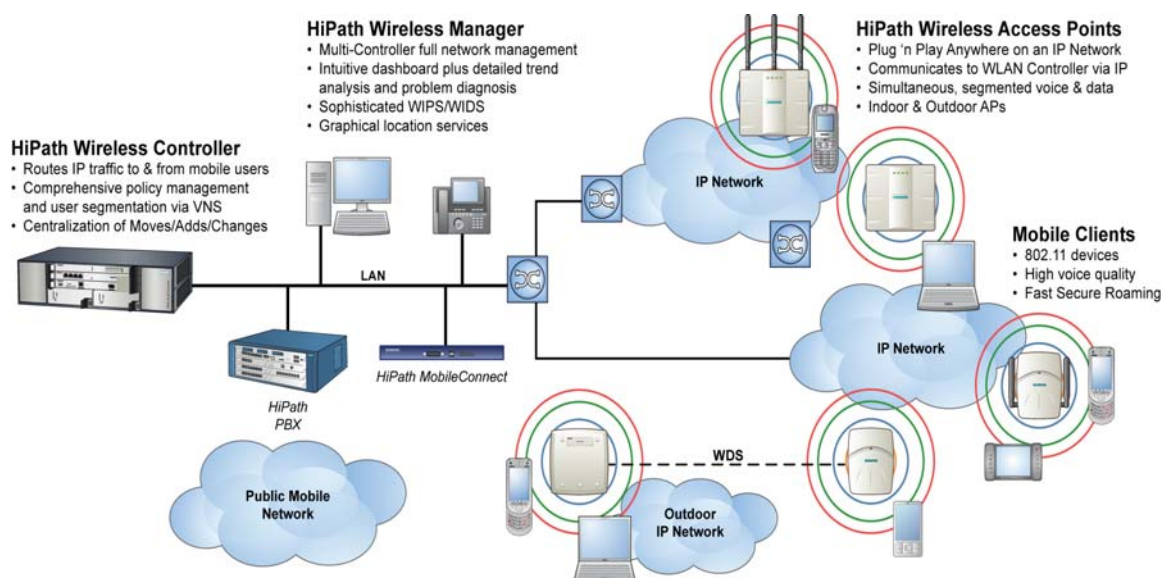 HiPath Wireless Manager
• Multi-Controller full network management
• Intuitive dashboard plus detailed trend
analysis and problem diagnosis
• Sophisticated WIPS/WIDS
• Graphical location services
HiPath Wireless Access Points
• Plug ‘n Play Anywhere on an IP Network
• Communicates to WLAN Controller via IP
• Simultaneous, segmented voice & data
• Indoor & Outdoor APs
HiPath Wireless Controller
• Routes IP traffic to & from mobile users
• Comprehensive policy management
and user segmentation via VNS
• Centralization of Moves/Adds/Changes
IP Network
Mobile Clients
• 802.11 devices
• High voice quality
• Fast Secure Roaming
LAN
IP Network
HiPath MobileConnect
HiPath
PBX
WDS
Public Mobile
Network
Outdoor
IP Network